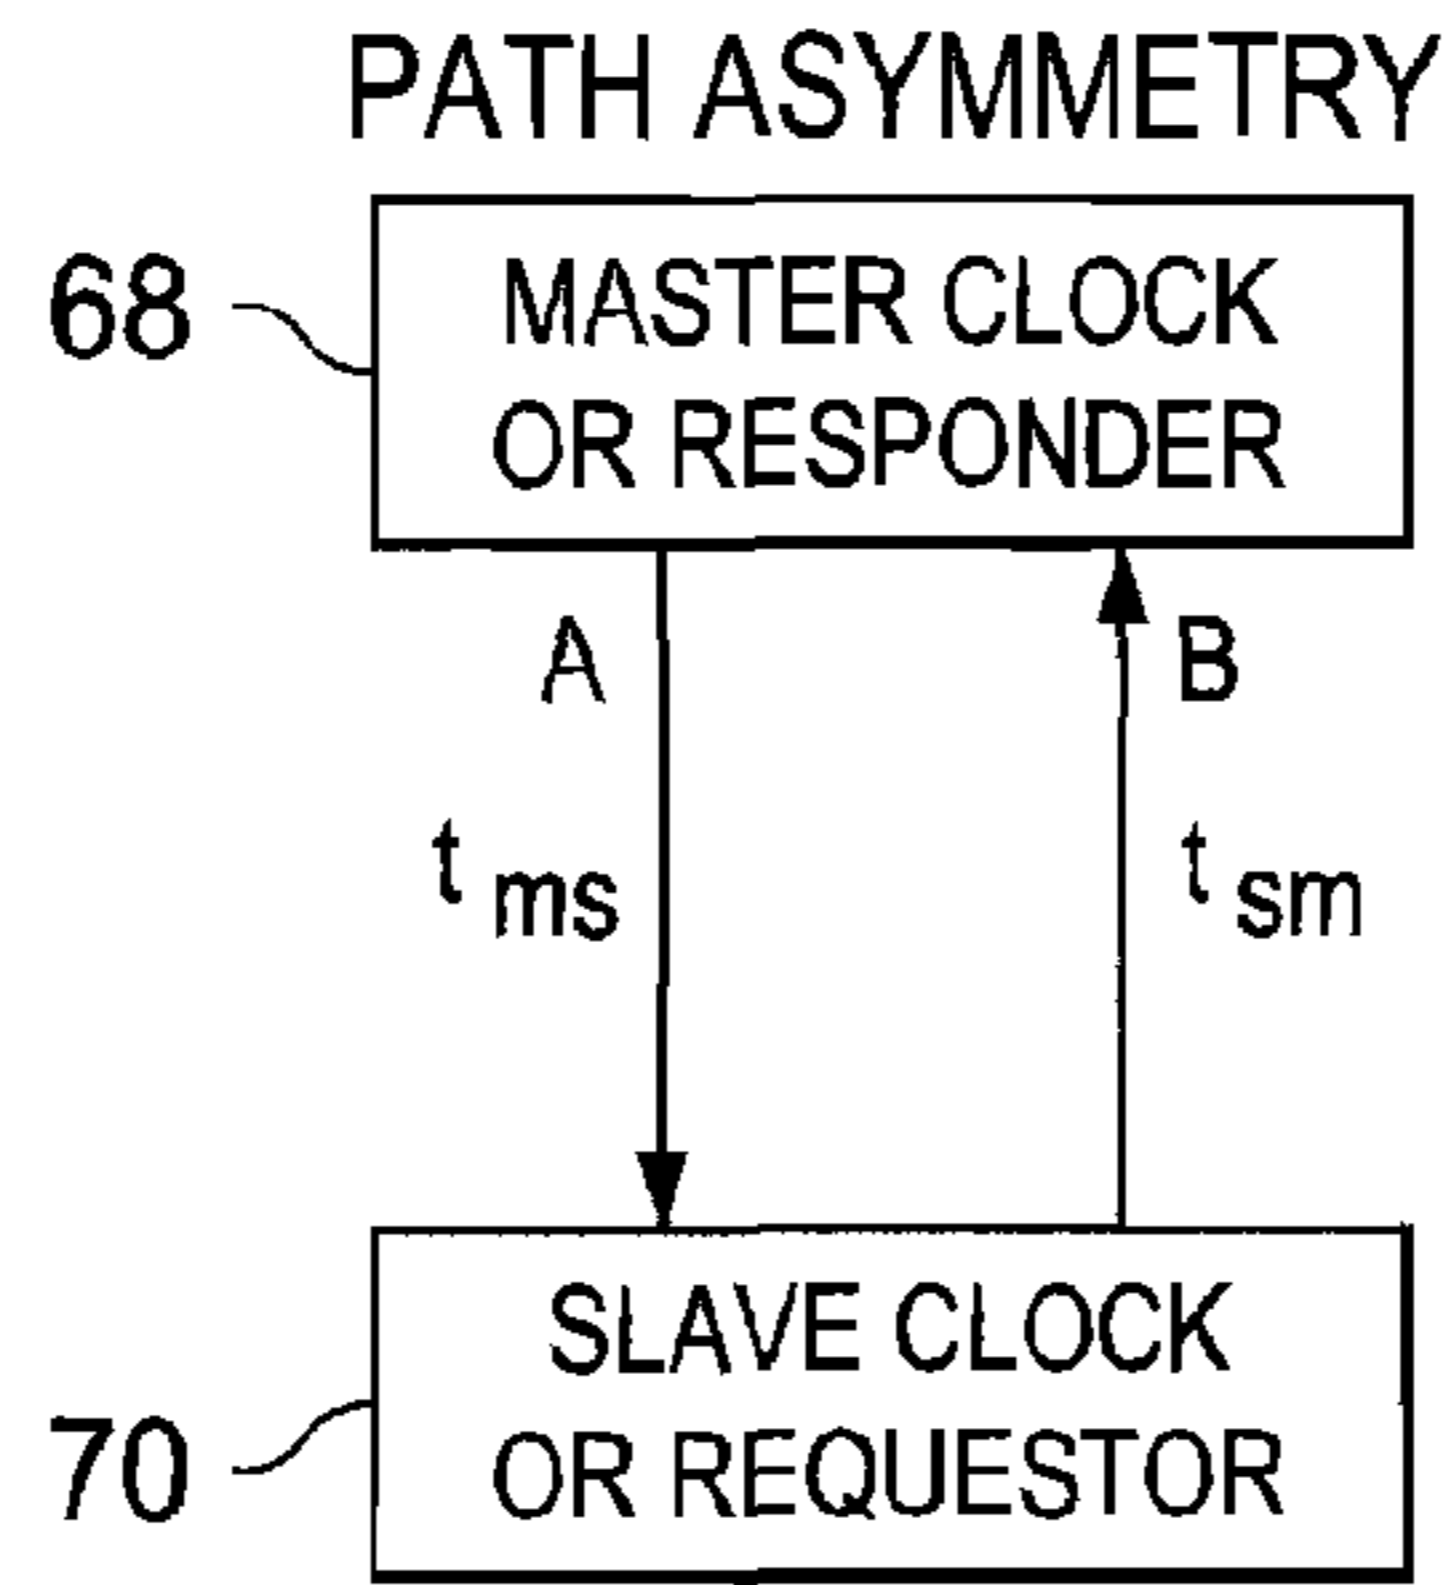 PATH ASYMMETRY
68
MASTER CLOCK
OR RESPONDER
A
B
t ms
t sm
70
SLAVE CLOCK
OR REQUESTOR